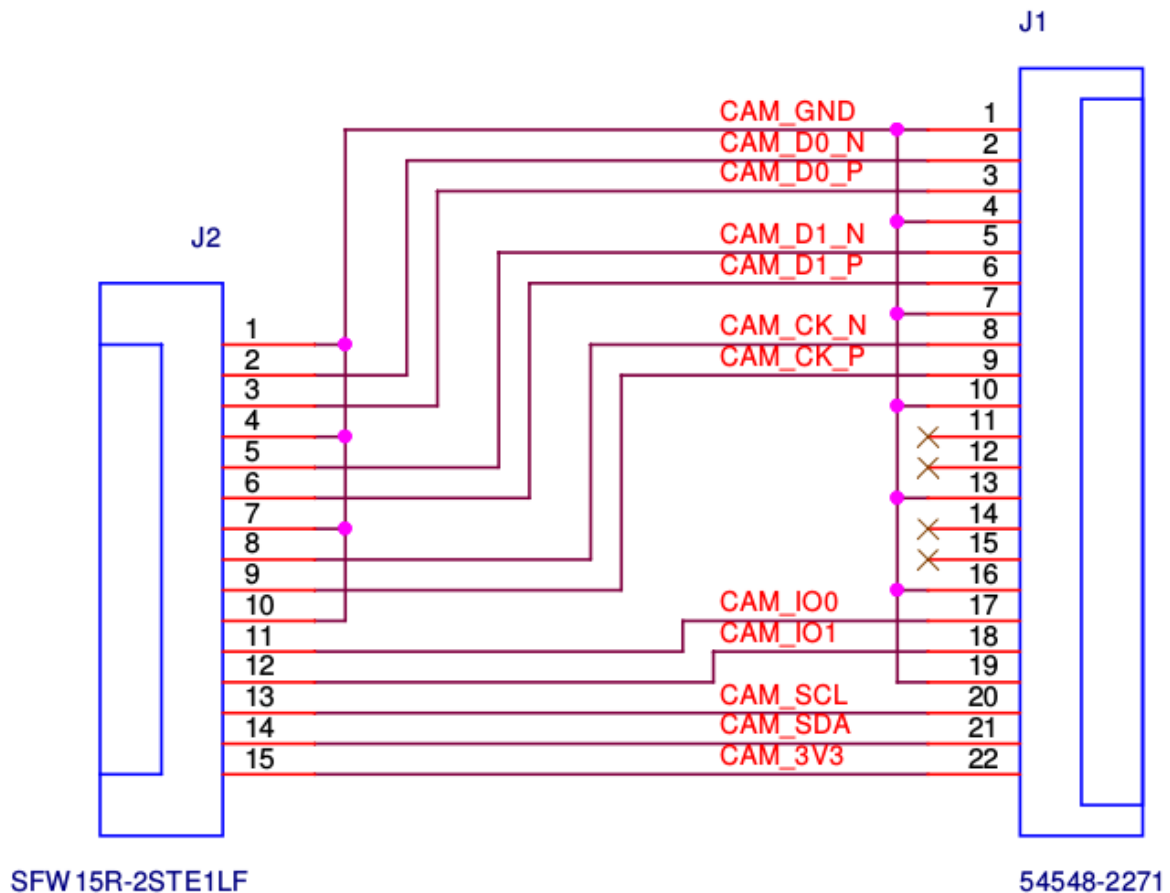 J1
CAM_GND 1
CAM_D0_N 2
CAM_D0_P 3
4
J2
CAM_D1_N 5
CAM_D1_P 6
7
1
CAM_CK_N 8
2
CAM_CK_P 9
3
10
4
11
5
12
6
13
7
14
8
15
9
16
10
CAM_IO0 17
11
CAM_IO1 18
12
19
13
CAM_SCL 20
14
CAM_SDA 21
15
CAM_3V3 22
SFW15R-2STE1LF
54548-2271